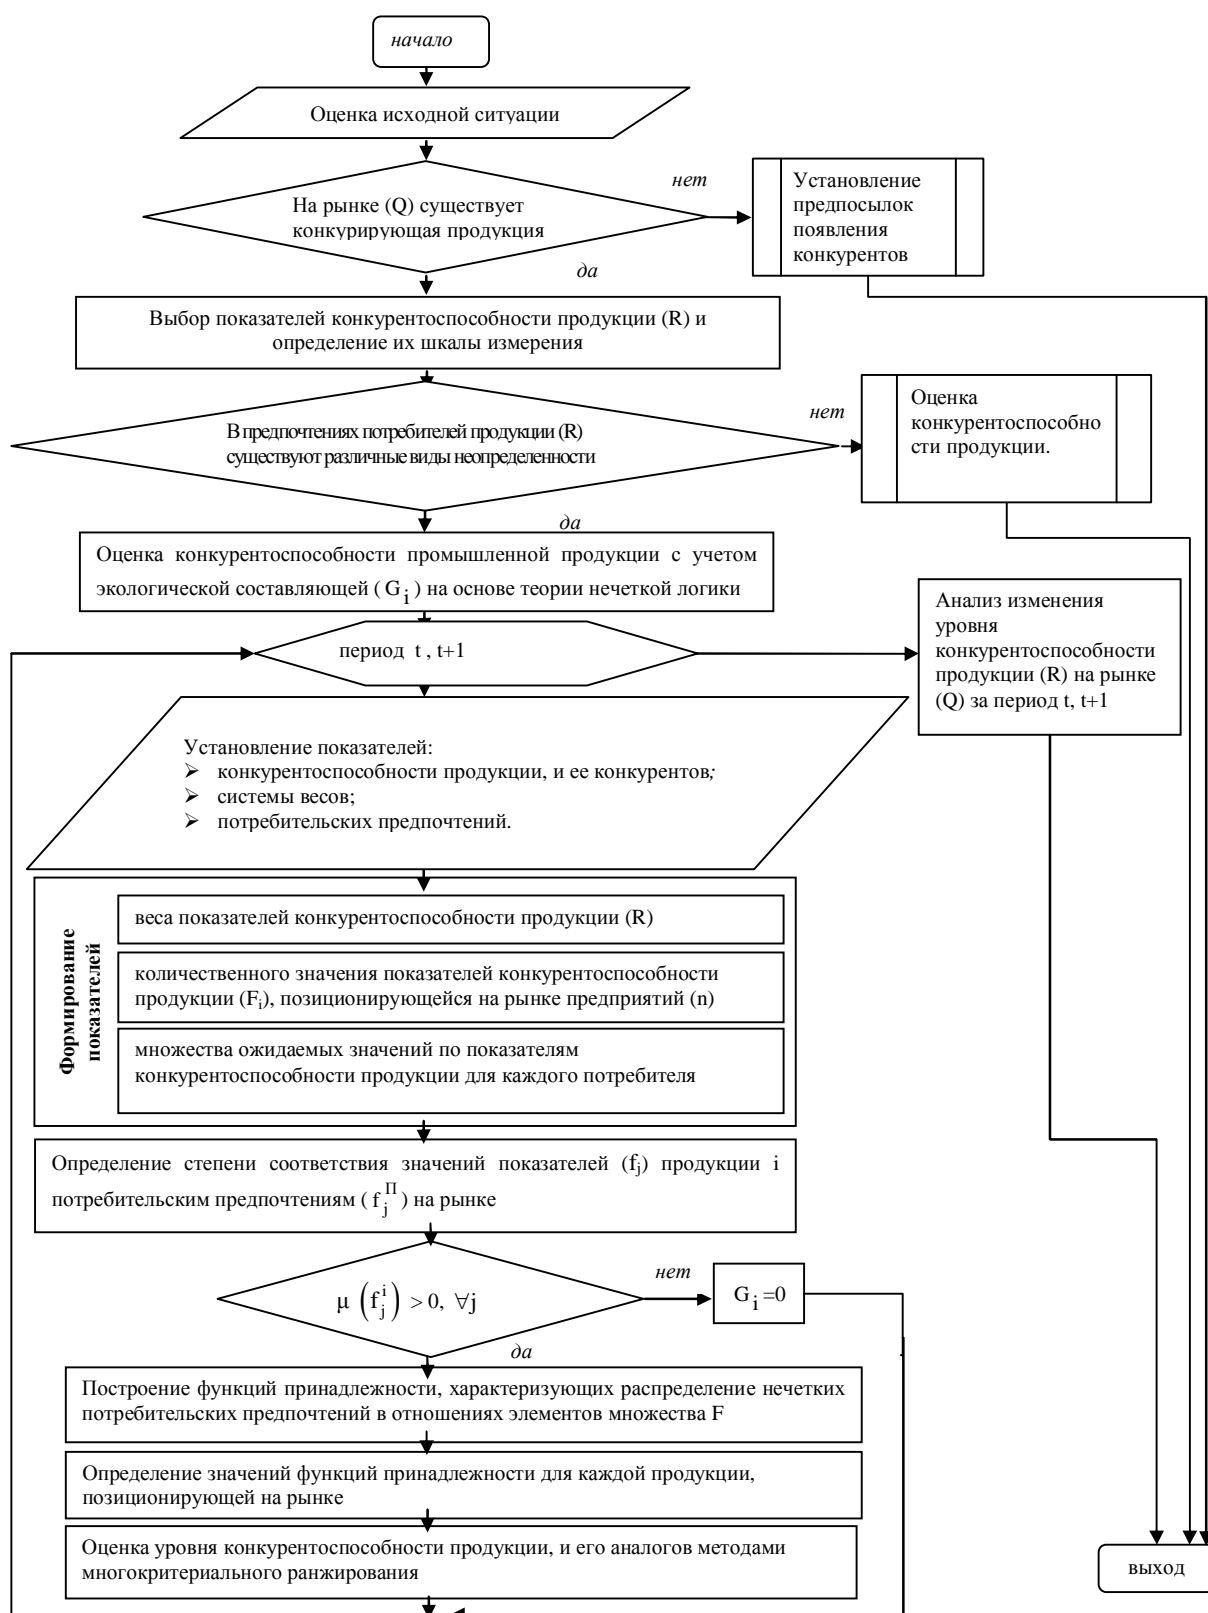 начало
Оценка исходной ситуации
На рынке (Q) существует
конкурирующая продукция
нет
Установление
предпосылок
появления
конкурентов
да
Выбор показателей конкурентоспособности продукции (R) и
определение их шкалы измерения
В предпочтениях потребителей продукции (R)
существуют различные виды неопределенности
нет
Оценка
конкурентоспособно
сти продукции.
да
Оценка конкурентоспособности промышленной продукции с учетом
экологической составляющей ( G_i ) на основе теории нечеткой логики
период t , t+1
Анализ изменения
уровня
конкурентоспособности
продукции (R) на рынке
(Q) за период t, t+1
Установление показателей:
➢ конкурентоспособности продукции, и ее конкурентов;
➢ системы весов;
➢ потребительских предпочтений.
Формирование
показателей
веса показателей конкурентоспособности продукции (R)
количественного значения показателей конкурентоспособности
продукции (F_i), позиционирующейся на рынке предприятий (n)
множества ожидаемых значений по показателям
конкурентоспособности продукции для каждого потребителя
Определение степени соответствия значений показателей (f_j) продукции i
потребительским предпочтениям ( f_j^П ) на рынке
μ (f_j^i) > 0, ∀j
нет
G_i =0
да
Построение функций принадлежности, характеризующих распределение нечетких
потребительских предпочтений в отношениях элементов множества F
Определение значений функций принадлежности для каждой продукции,
позиционирующей на рынке
Оценка уровня конкурентоспособности продукции, и его аналогов методами
многокритериального ранжирования
выход